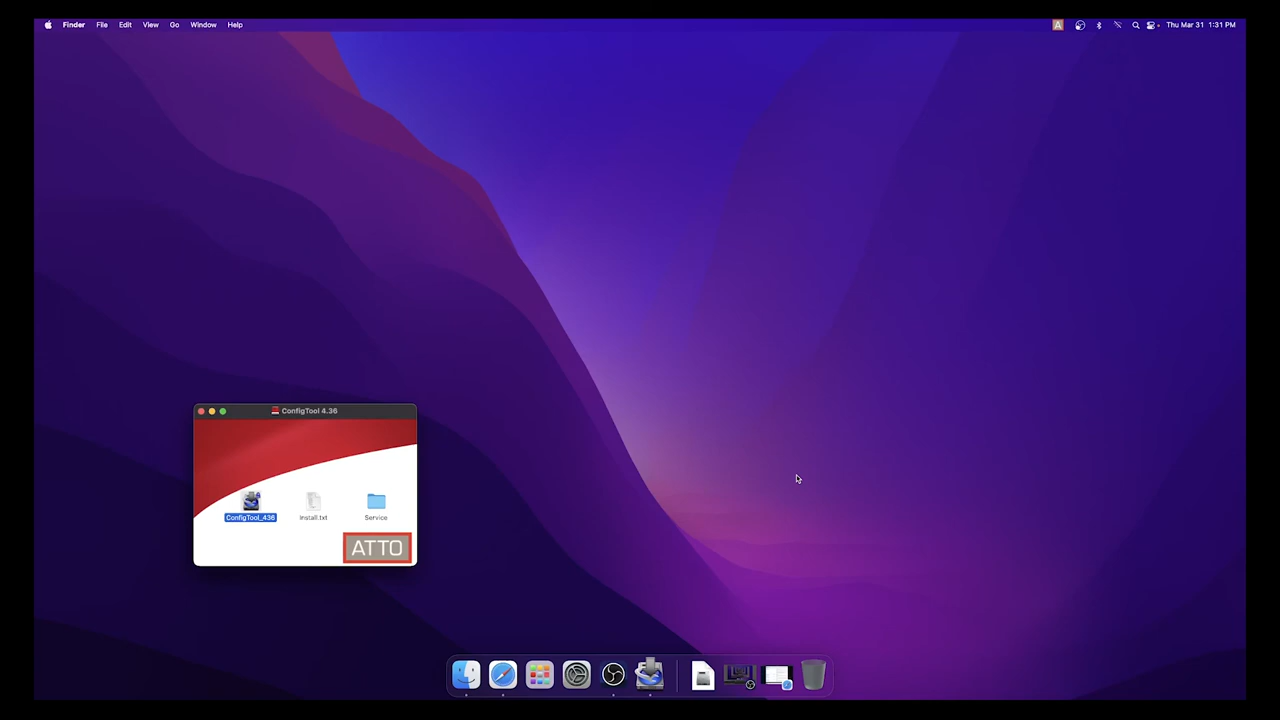 Finder File Edit View Go Window Help
A Thu Mar 31 1:31 PM
ConfigTool 4.36
ConfigTool_436 Install.txt Service
ATTO